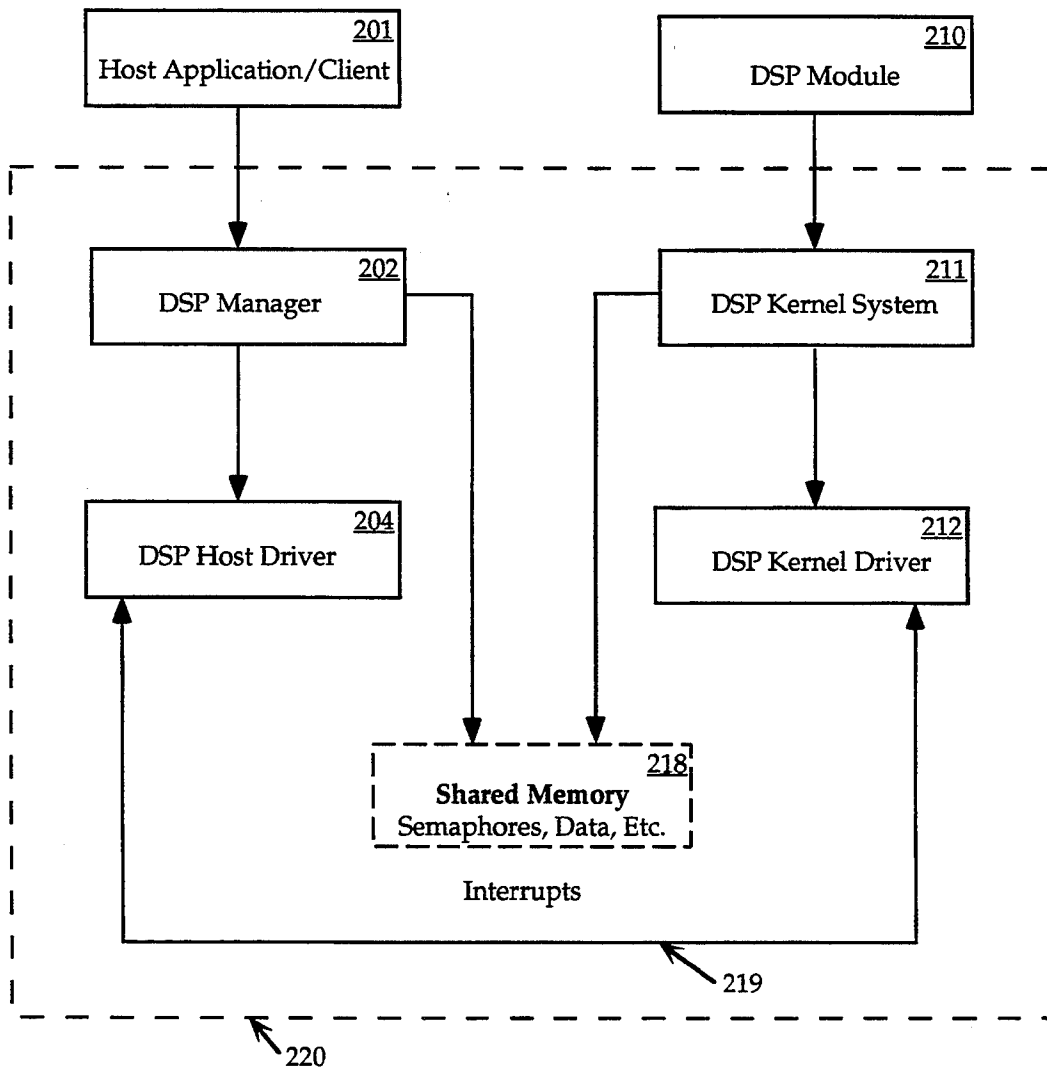 201
Host Application/Client
210
DSP Module
202
DSP Manager
211
DSP Kernel System
204
DSP Host Driver
212
DSP Kernel Driver
218
Shared Memory
Semaphores, Data, Etc.
Interrupts
219
220